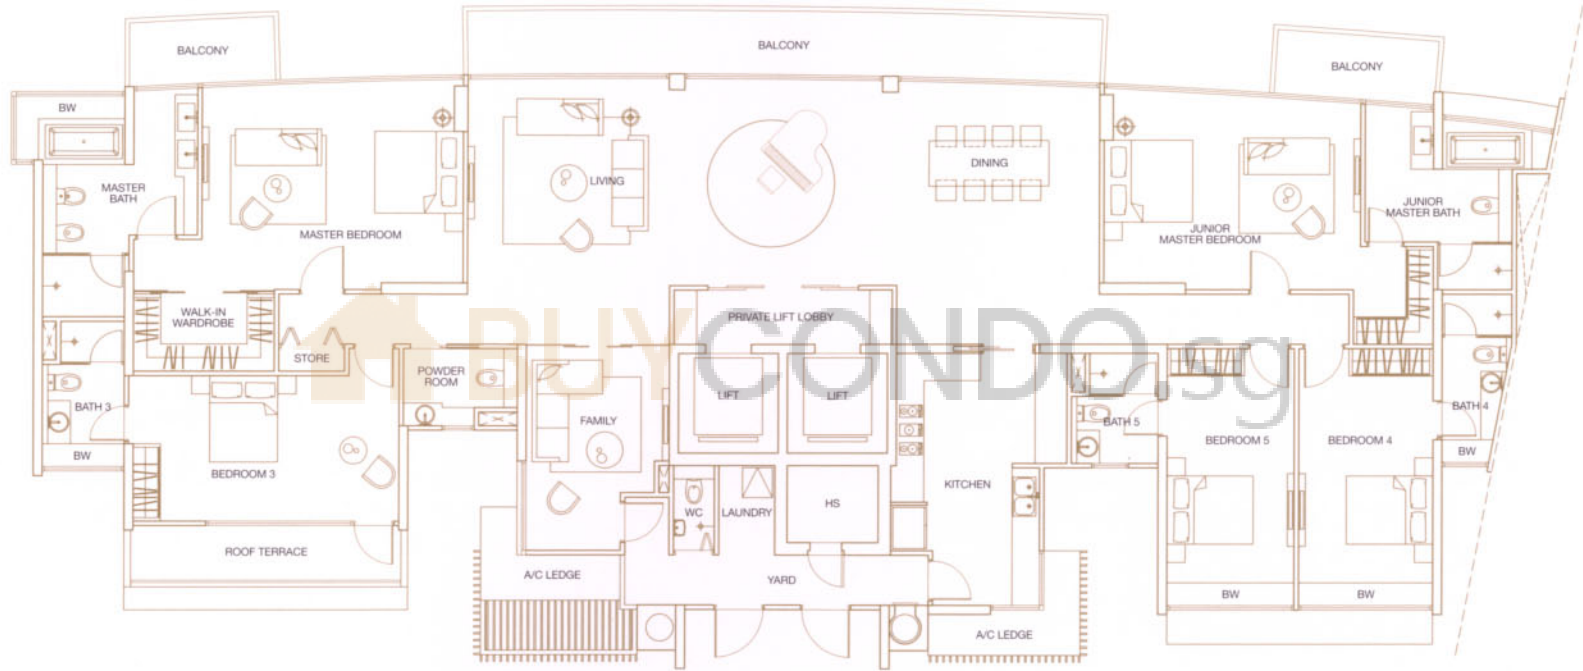 BALCONY
BALCONY
BALCONY
BW
MASTER
BATH
MASTER BEDROOM
LIVING
DINING
JUNIOR
MASTER BEDROOM
JUNIOR
MASTER BATH
WALK-IN
WARDROBE
STORE
PRIVATE LIFT LOBBY
BUYCONDO.sg
POWDER
ROOM
LIFT
LIFT
BATH 3
BW
BEDROOM 3
FAMILY
BATH 5
BEDROOM 5
BEDROOM 4
BATH 4
BW
WC
LAUNDRY
HS
KITCHEN
ROOF TERRACE
A/C LEDGE
YARD
BW
BW
A/C LEDGE